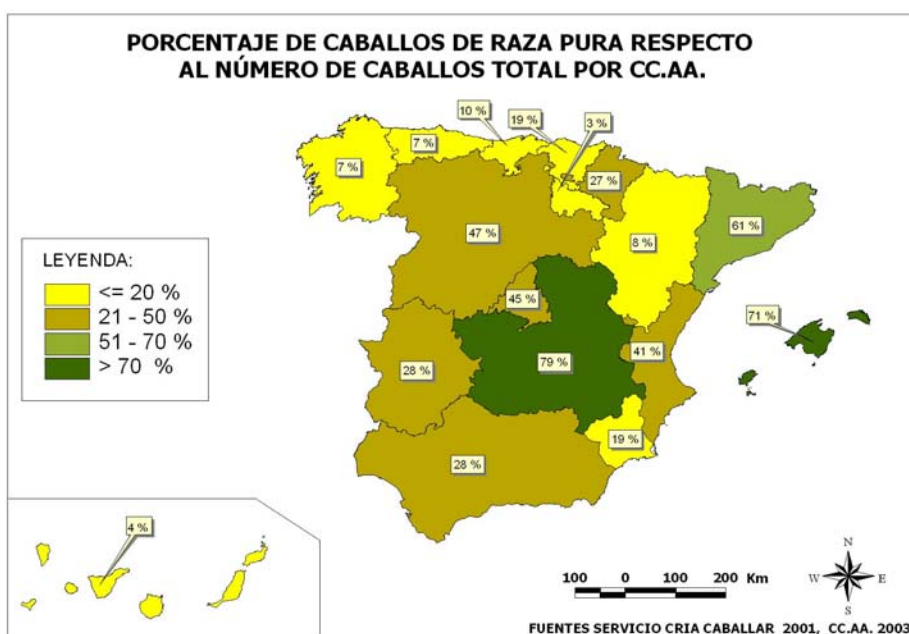 PORCENTAJE DE CABALLOS DE RAZA PURA RESPECTO
AL NÚMERO DE CABALLOS TOTAL POR CC.AA.
10 %
19 %
3 %
7 %
7 %
27 %
47 %
8 %
61 %
LEYENDA:
<= 20 %
21 - 50 %
51 - 70 %
> 70 %
45 %
71 %
41 %
28 %
79 %
19 %
28 %
4 %
N
W
E
S
100 0 100 200 Km
FUENTES SERVICIO CRIA CABALLAR 2001, CC.AA. 2003